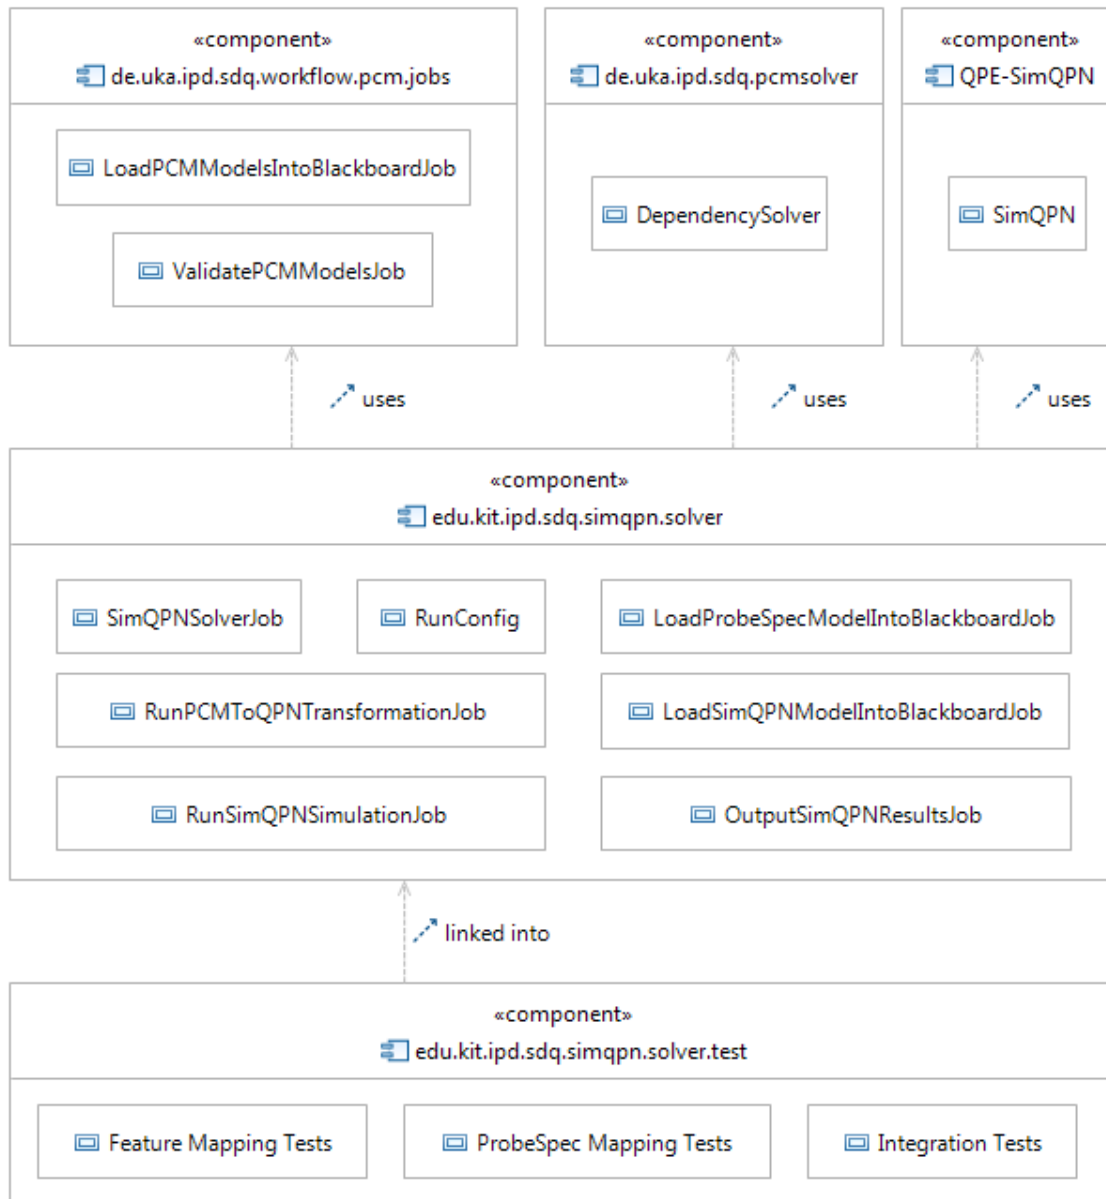 «component»
de.uka.ipd.sdq.workflow.pcm.jobs
LoadPCMModelsIntoBlackboardJob
ValidatePCMModelsJob
«component»
de.uka.ipd.sdq.pcmsolver
DependencySolver
«component»
QPE-SimQPN
SimQPN
uses
uses
uses
«component»
edu.kit.ipd.sdq.simqpn.solver
SimQPNSolverJob
RunConfig
LoadProbeSpecModelIntoBlackboardJob
RunPCMToQPNTransformationJob
LoadSimQPNModelIntoBlackboardJob
RunSimQPNSimulationJob
OutputSimQPNResultsJob
linked into
«component»
edu.kit.ipd.sdq.simqpn.solver.test
Feature Mapping Tests
ProbeSpec Mapping Tests
Integration Tests